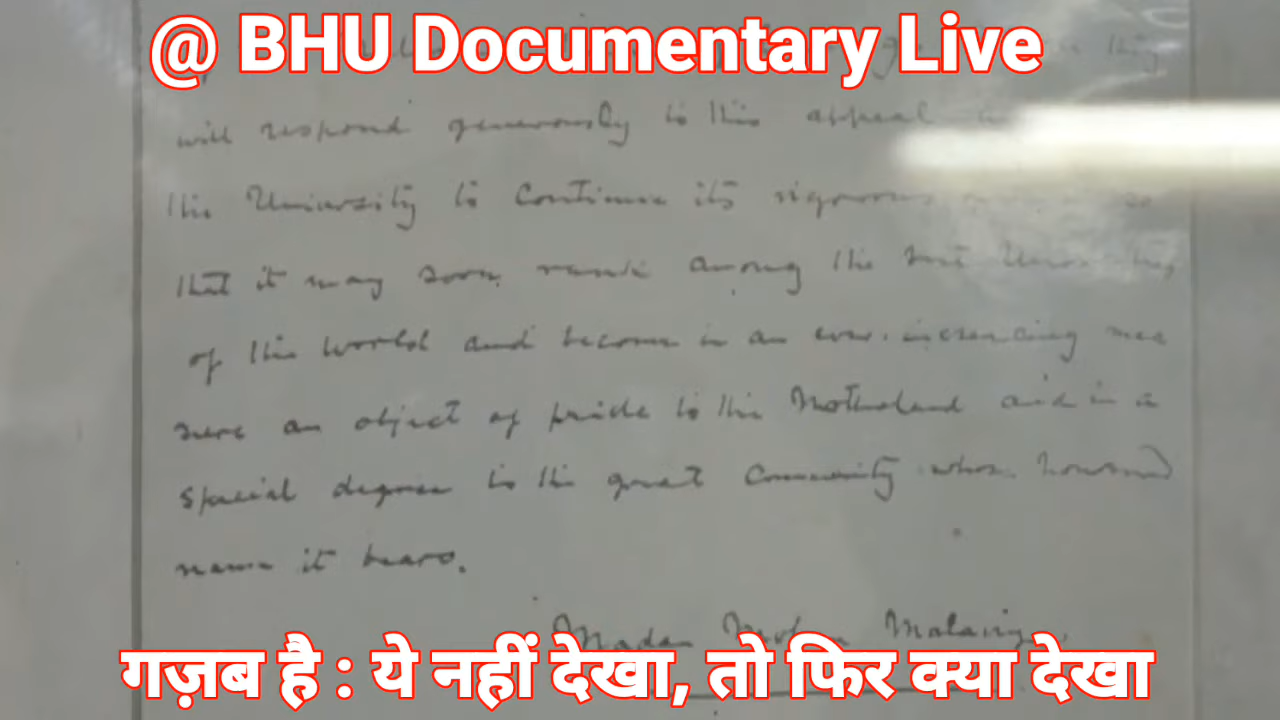 @ BHU Documentary Live
will respond generously to this appeal
the University to continue its vigorous
that it may soon rank among the best Universities
of the world and become in an ever-increasing mea
sure an object of pride to the Motherland and in a
special degree to the great Community whose honoured
name it bears.
Madan Mohan Malaviya
गज़ब है : ये नहीं देखा, तो फिर क्या देखा